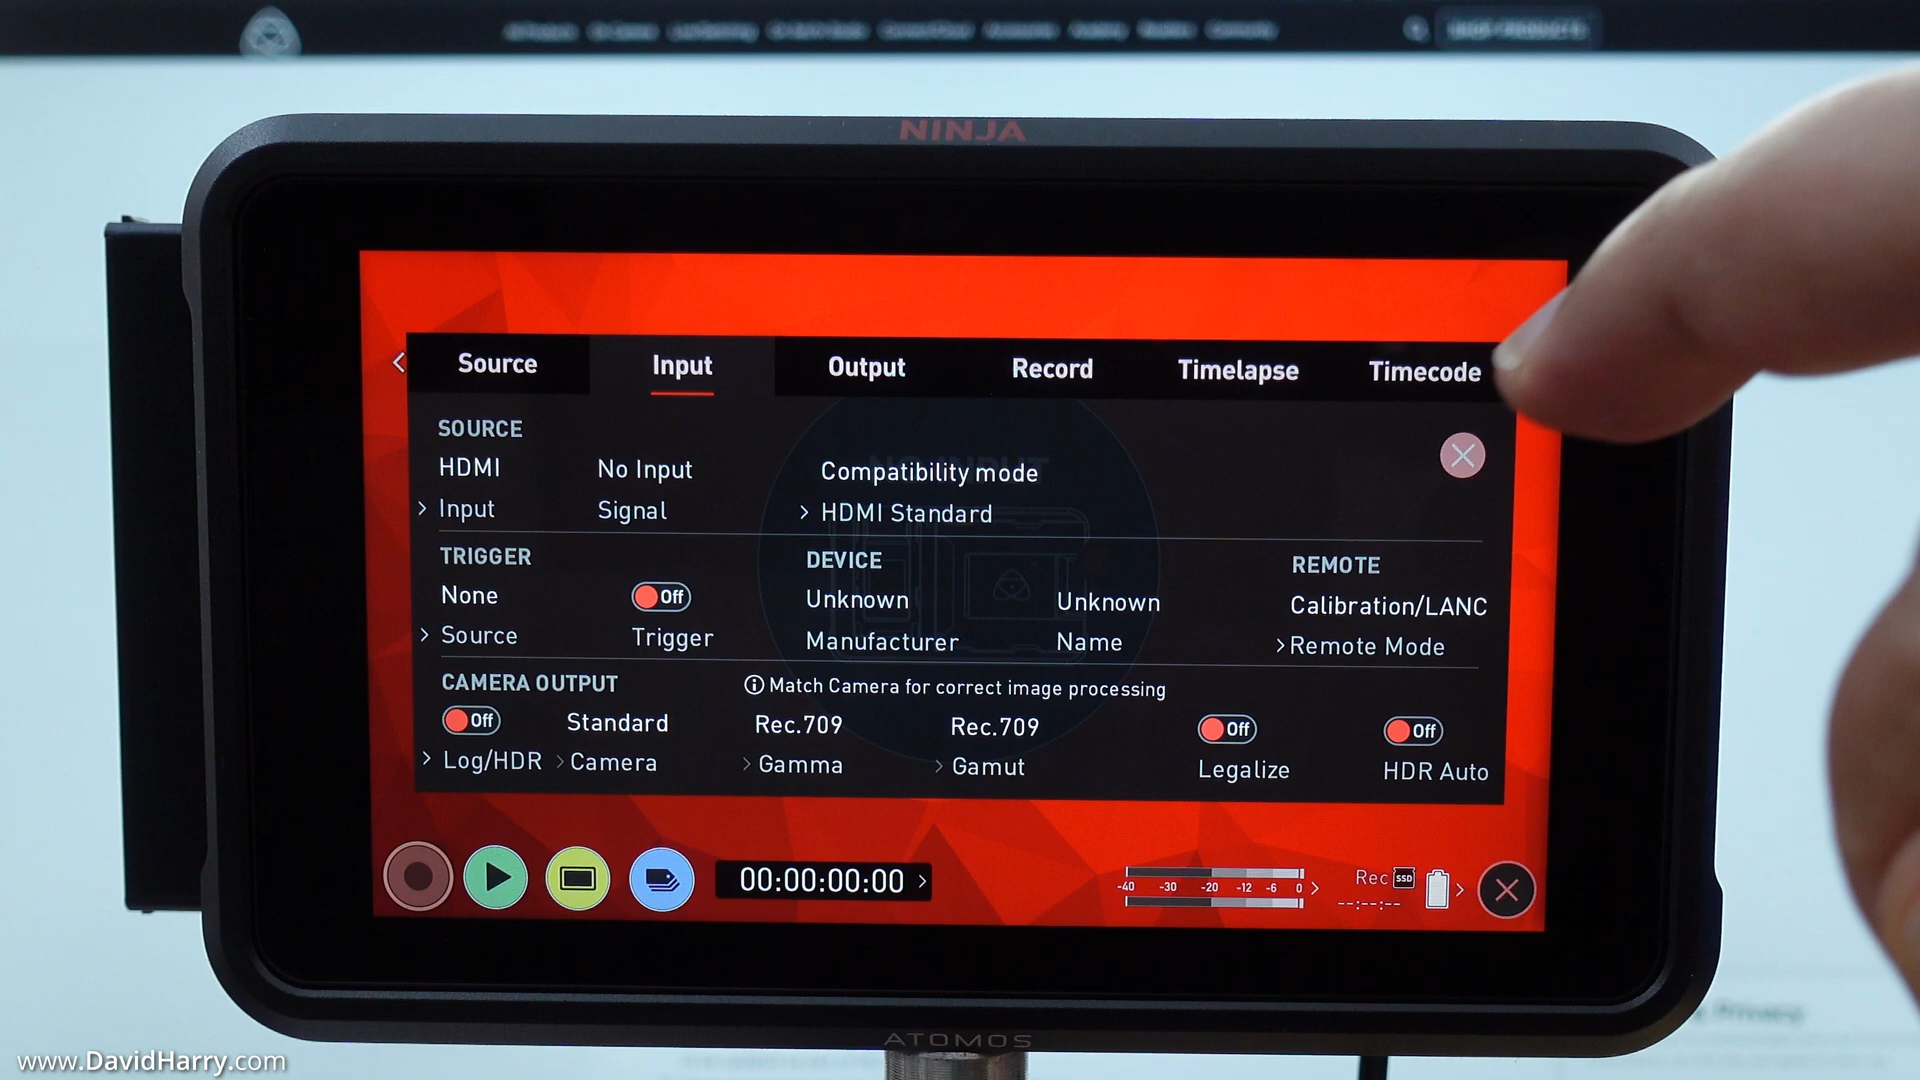 NINJA
Source Input Output Record Timelapse Timecode
SOURCE
HDMI No Input Compatibility mode
Input Signal HDMI Standard
TRIGGER DEVICE REMOTE
None Off Unknown Unknown Calibration/LANC
Source Trigger Manufacturer Name Remote Mode
CAMERA OUTPUT Match Camera for correct image processing
Off Standard Rec.709 Rec.709 Off Off
Log/HDR Camera Gamma Gamut Legalize HDR Auto
00:00:00:00
-40 -30 -20 -12 -6 0
Rec SSD
--:--:--
ATOMOS
Privacy
www.DavidHarry.com